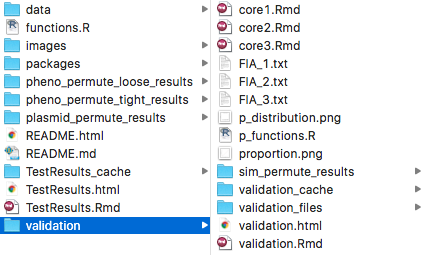 data
functions.R
images
packages
pheno_permute_loose_results
pheno_permute_tight_results
plasmid_permute_results
README.html
README.md
TestResults_cache
TestResults.html
TestResults.Rmd
validation
core1.Rmd
core2.Rmd
core3.Rmd
FIA_1.txt
FIA_2.txt
FIA_3.txt
p_distribution.png
p_functions.R
proportion.png
sim_permute_results
validation_cache
validation_files
validation.html
validation.Rmd